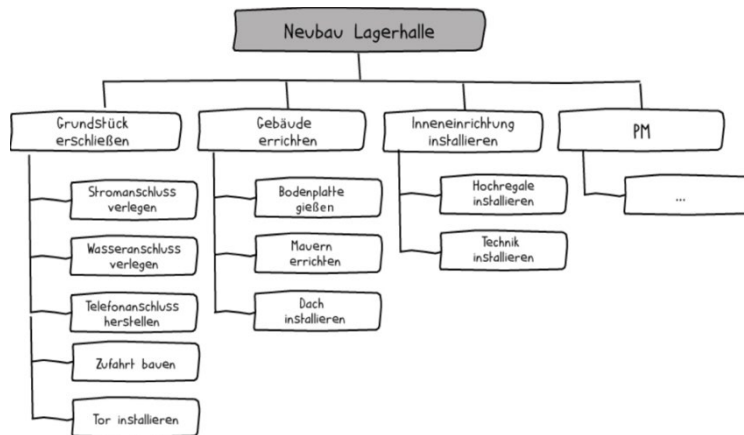 Neubau Lagerhalle
Grundstück
erschließen
Gebäude
errichten
Inneneinrichtung
installieren
PM
Stromanschluss
verlegen
Wasseranschluss
verlegen
Telefonanschluss
herstellen
Zufahrt bauen
Tor installieren
Bodenplatte
gießen
Mauern
errichten
Dach
installieren
Hochregale
installieren
Technik
installieren
...